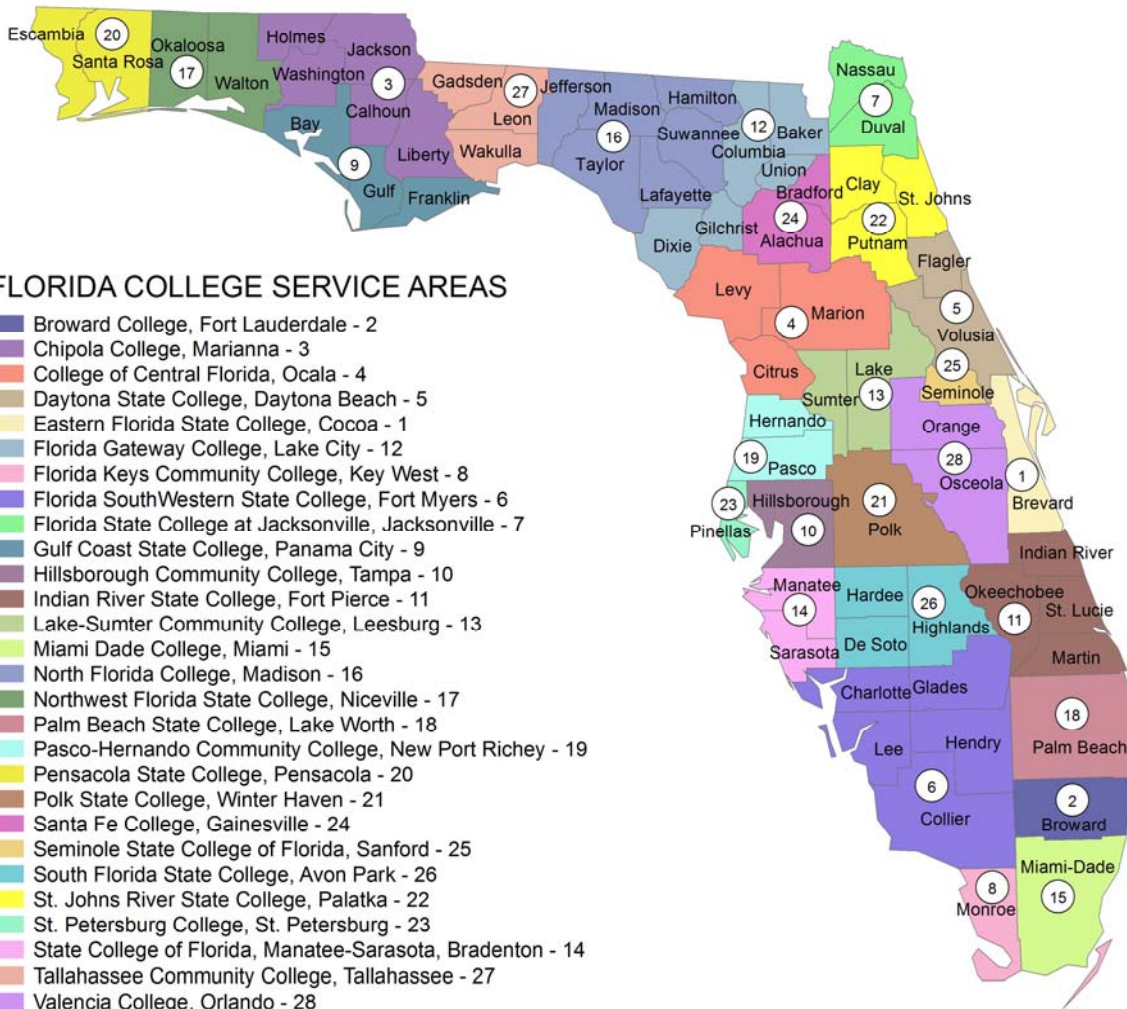 Escambia
20
Santa Rosa
Okaloosa
17
Walton
Holmes
Jackson
Washington
3
Calhoun
Bay
Liberty
9
Gulf
Franklin
Gadsden
27
Leon
Wakulla
Jefferson
Madison
Hamilton
16
Suwannee
Taylor
Lafayette
12
Baker
Columbia
Union
Gilchrist
Dixie
Nassau
7
Duval
Bradford
24
Alachua
Clay
St. Johns
22
Putnam
Flagler
5
Volusia
Levy
Marion
4
Citrus
Lake
Sumter
13
25
Seminole
Hernando
19
Pasco
Orange
28
Osceola
1
Brevard
23
Pinellas
Hillsborough
10
21
Polk
Indian River
Okeechobee
St. Lucie
11
Martin
Manatee
14
Sarasota
Hardee
26
Highlands
De Soto
Charlotte
Glades
Lee
Hendry
6
Collier
18
Palm Beach
2
Broward
Miami-Dade
15
8
Monroe
FLORIDA COLLEGE SERVICE AREAS
Broward College, Fort Lauderdale - 2
Chipola College, Marianna - 3
College of Central Florida, Ocala - 4
Daytona State College, Daytona Beach - 5
Eastern Florida State College, Cocoa - 1
Florida Gateway College, Lake City - 12
Florida Keys Community College, Key West - 8
Florida SouthWestern State College, Fort Myers - 6
Florida State College at Jacksonville, Jacksonville - 7
Gulf Coast State College, Panama City - 9
Hillsborough Community College, Tampa - 10
Indian River State College, Fort Pierce - 11
Lake-Sumter Community College, Leesburg - 13
Miami Dade College, Miami - 15
North Florida College, Madison - 16
Northwest Florida State College, Niceville - 17
Palm Beach State College, Lake Worth - 18
Pasco-Hernando Community College, New Port Richey - 19
Pensacola State College, Pensacola - 20
Polk State College, Winter Haven - 21
Santa Fe College, Gainesville - 24
Seminole State College of Florida, Sanford - 25
South Florida State College, Avon Park - 26
St. Johns River State College, Palatka - 22
St. Petersburg College, St. Petersburg - 23
State College of Florida, Manatee-Sarasota, Bradenton - 14
Tallahassee Community College, Tallahassee - 27
Valencia College, Orlando - 28